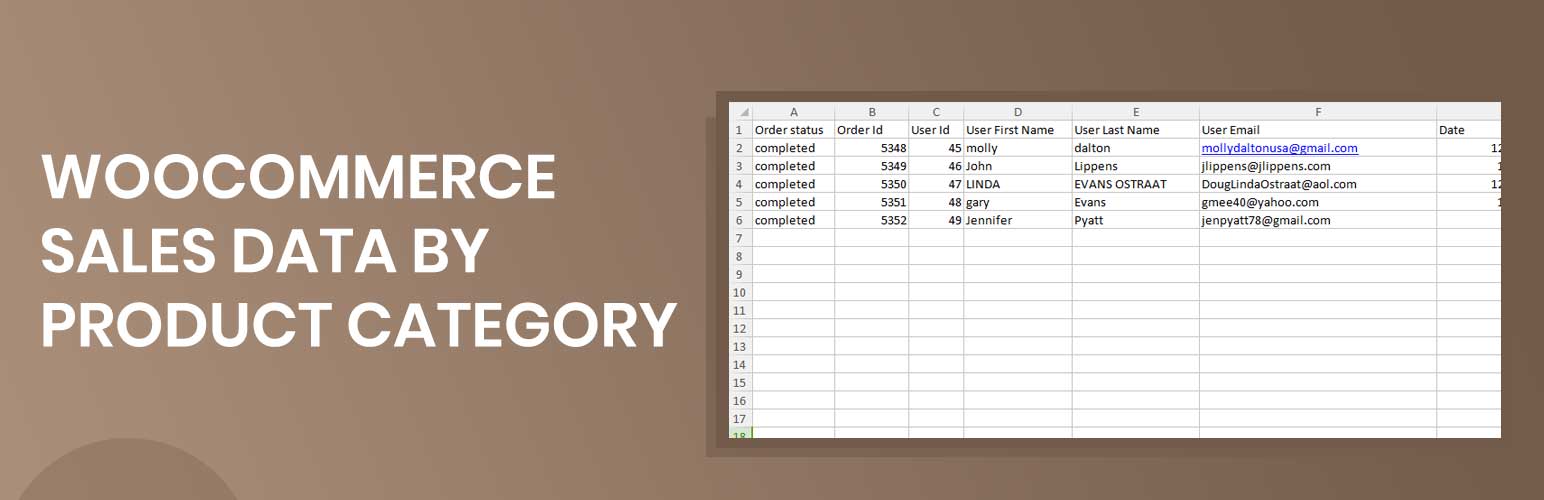 WOOCOMMERCE
SALES DATA BY
PRODUCT CATEGORY
A B C D E F
1 Order status Order Id User Id User First Name User Last Name User Email Date
2 completed 5348 45 molly dalton mollydaltonusa@gmail.com 12
3 completed 5349 46 John Lippens jlippens@jlippens.com 1
4 completed 5350 47 LINDA EVANS OSTRAAT DougLindaOstraat@aol.com 12
5 completed 5351 48 gary Evans gmee40@yahoo.com 1
6 completed 5352 49 Jennifer Pyatt jenpyatt78@gmail.com
7
8
9
10
11
12
13
14
15
16
17
18